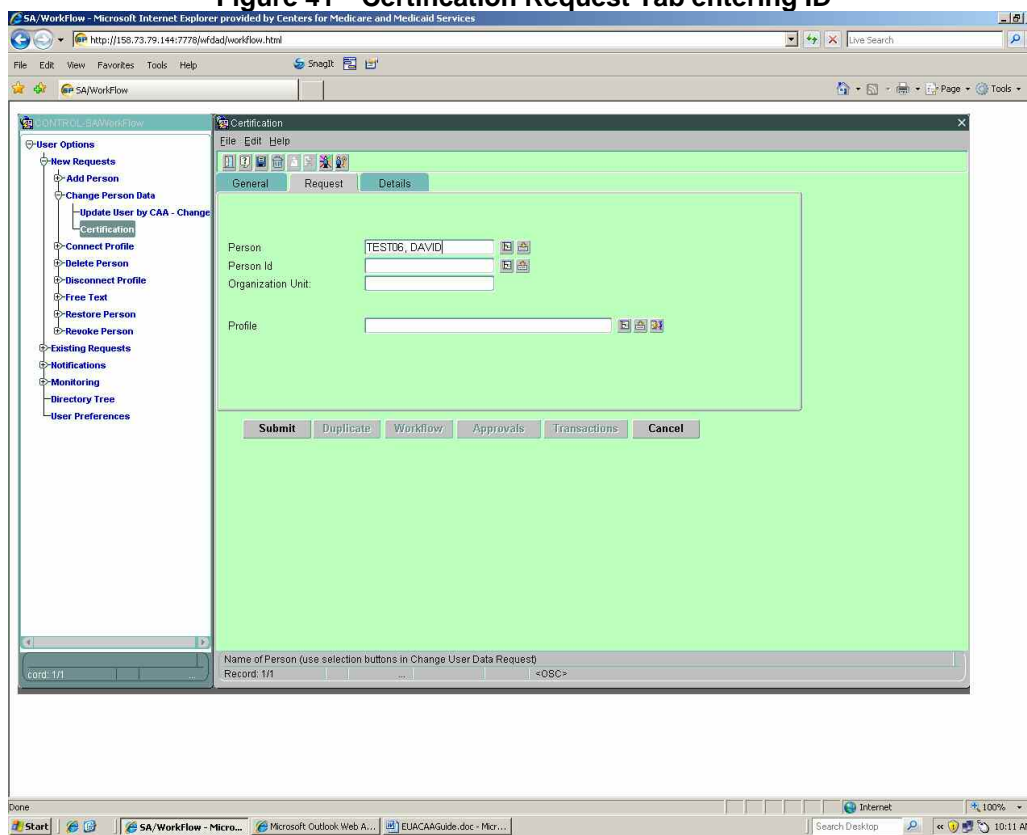 Figure 41 – Certification Request Tab entering ID
SA/WorkFlow - Microsoft Internet Explorer provided by Centers for Medicare and Medicaid Services
http://158.73.79.144:7778/wfdad/workflow.html
Live Search
File Edit View Favorites Tools Help
SnagIt
SA/WorkFlow
Page Tools
CONTROL-SA/WorkFlow
User Options
New Requests
Add Person
Change Person Data
Update User by CAA - Change
Certification
Connect Profile
Delete Person
Disconnect Profile
Free Text
Restore Person
Revoke Person
Existing Requests
Notifications
Monitoring
Directory Tree
User Preferences
cord: 1/1 ...
Certification
File Edit Help
General Request Details
Person TEST06, DAVID
Person Id
Organization Unit:
Profile
Submit Duplicate Workflow Approvals Transactions Cancel
Name of Person (use selection buttons in Change User Data Request)
Record: 1/1 ... <OSC>
Done Internet 100%
Start SA/WorkFlow - Micro... Microsoft Outlook Web A... EUACAAGuide.doc - Micr... Search Desktop 10:11 AM